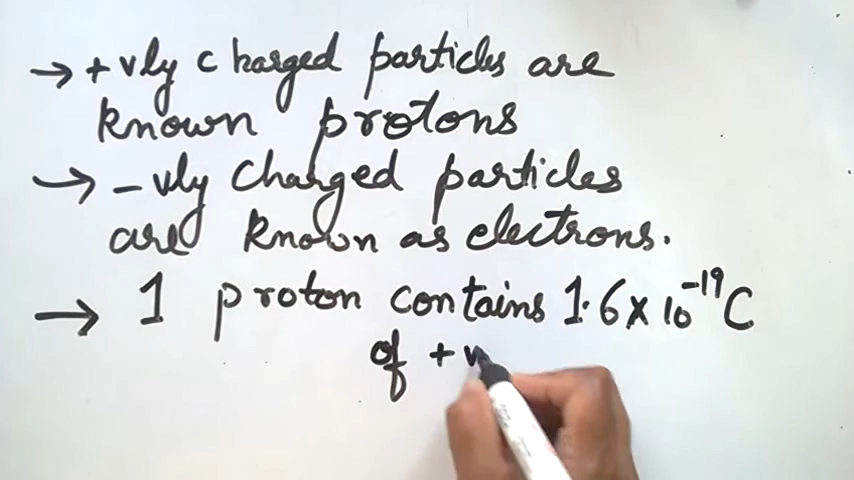 → +vly charged particles are
known protons
→ -vly charged particles
are known as electrons.
→ 1 proton contains 1.6 x 10⁻¹⁹ C
of +v